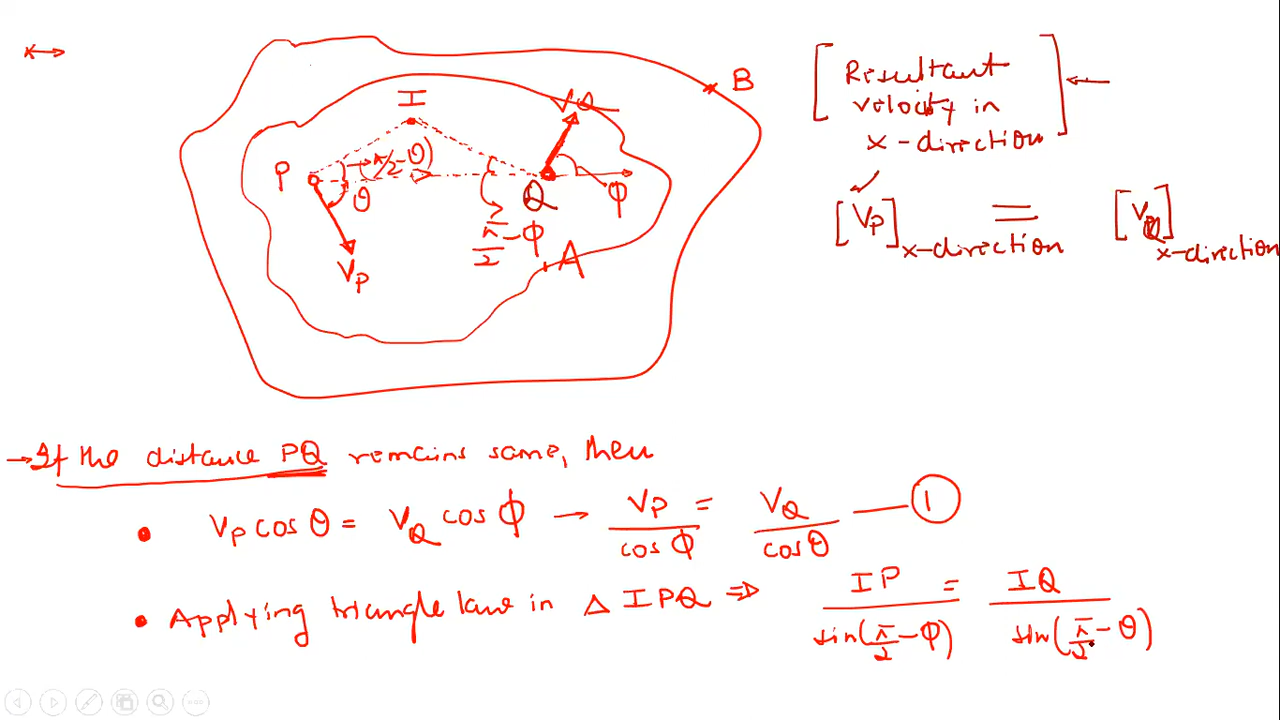 B
I
VQ
P
(π/2-θ)
θ
Q
φ
π/2 - φ
A
VP
[Resultant
velocity in
x-direction]
[VP]x-direction = [VQ]x-direction
→If the distance PQ remains same, then
• VP cos θ = VQ cos φ → VP/cos φ = VQ/cos θ — 1
• Applying triangle law in Δ IPQ ⇒ IP/sin(π/2-φ) = IQ/sin(π/2-θ)